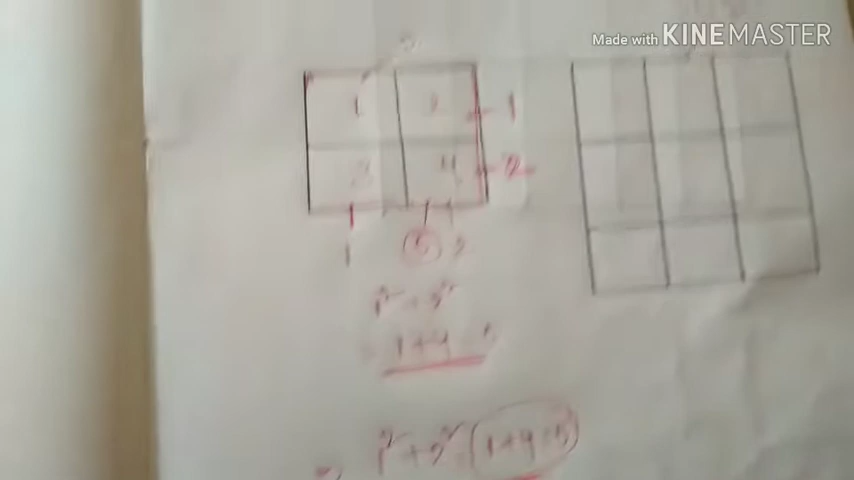 Made with KINEMASTER
1 2 1
3 4 2
1 5 2
1² + 2²
= 1+4 = 5
⇒ 1² + 2² = (1+4=5)